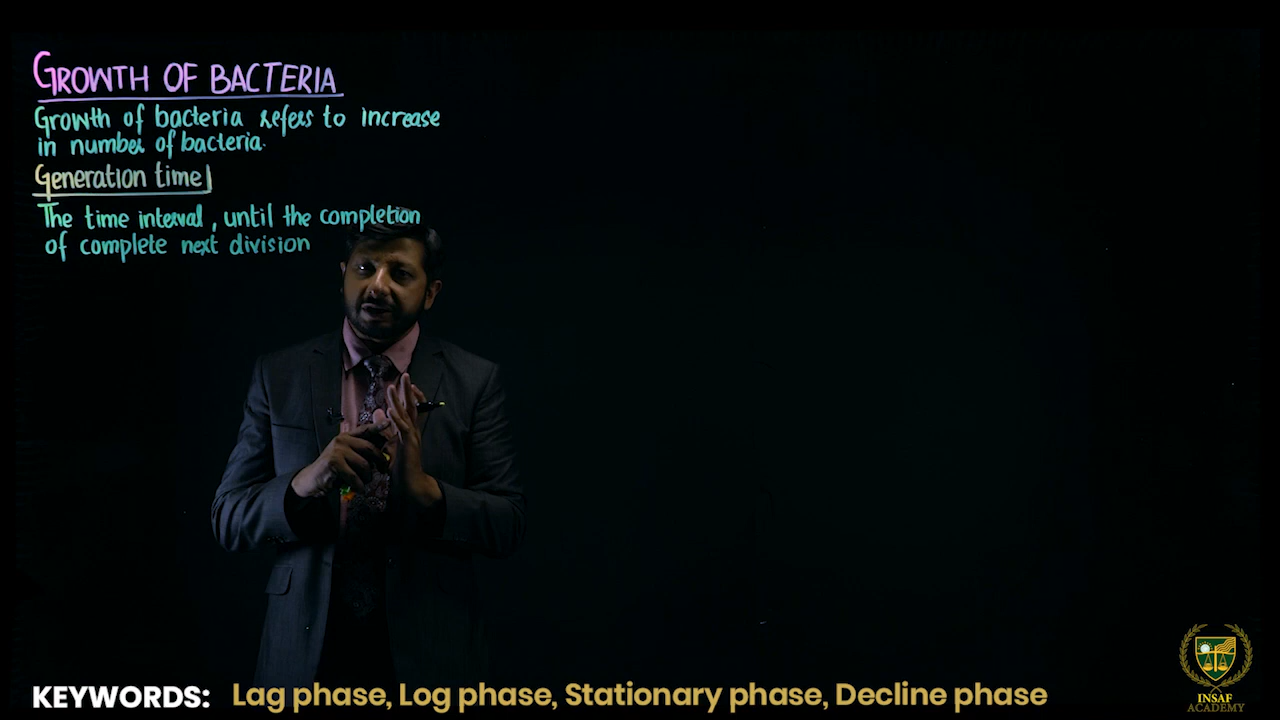 GROWTH OF BACTERIA
Growth of bacteria refers to increase
in number of bacteria.
Generation time
The time interval, until the completion
of complete next division
KEYWORDS: Lag phase, Log phase, Stationary phase, Decline phase
INSAF
ACADEMY